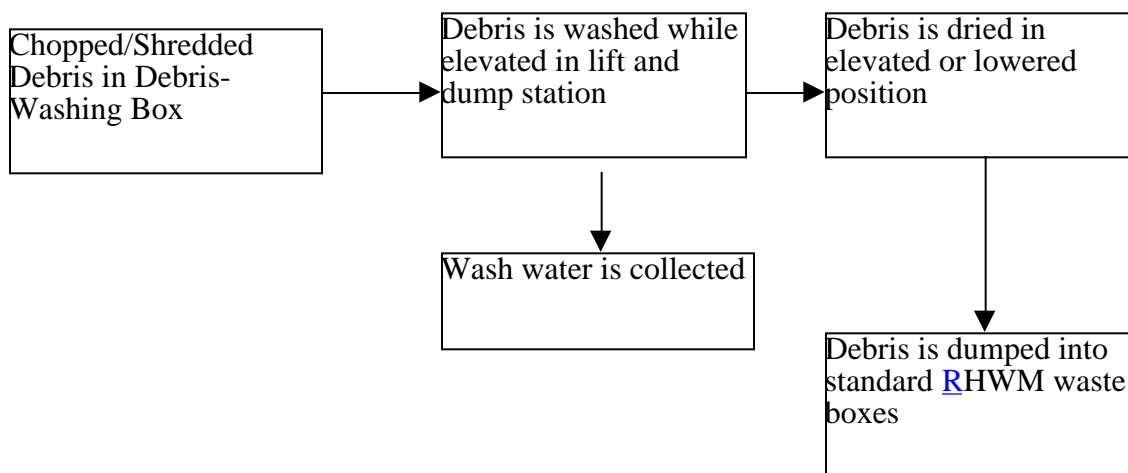 Chopped/Shredded
Debris in Debris-
Washing Box
Debris is washed while
elevated in lift and
dump station
Debris is dried in
elevated or lowered
position
Wash water is collected
Debris is dumped into
standard RHWM waste
boxes